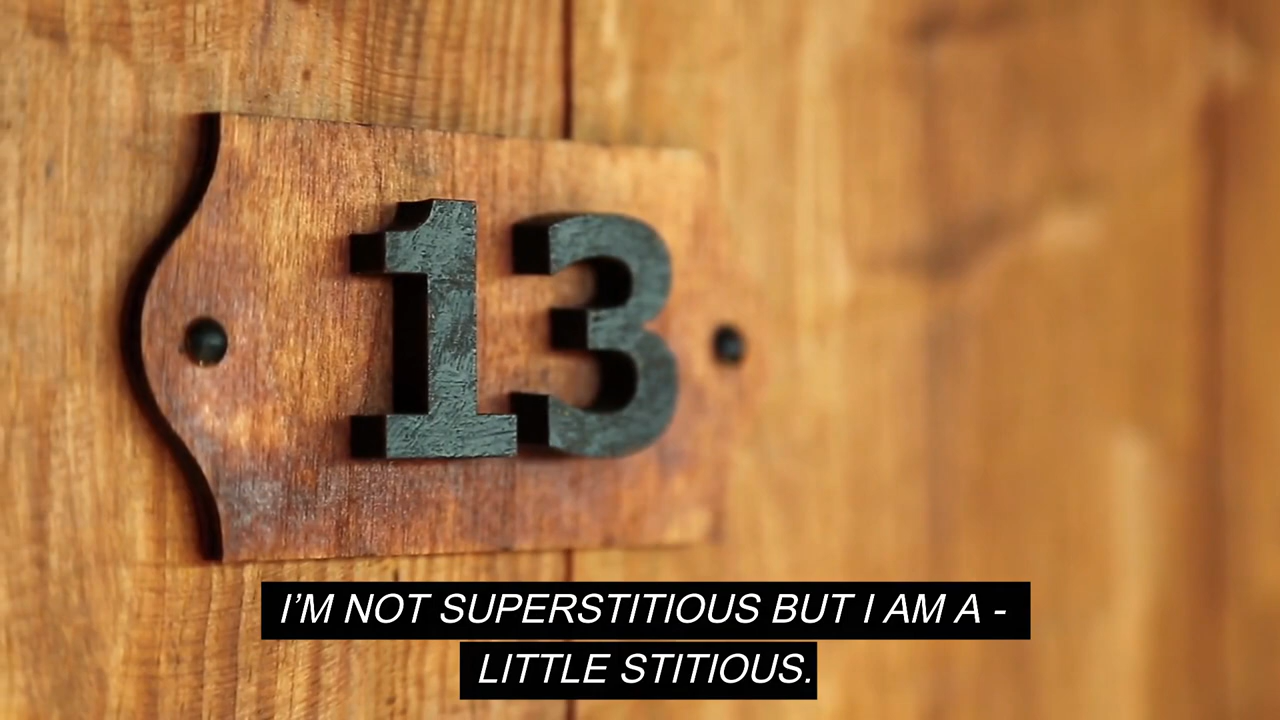 13
I’M NOT SUPERSTITIOUS BUT I AM A -
LITTLE STITIOUS.